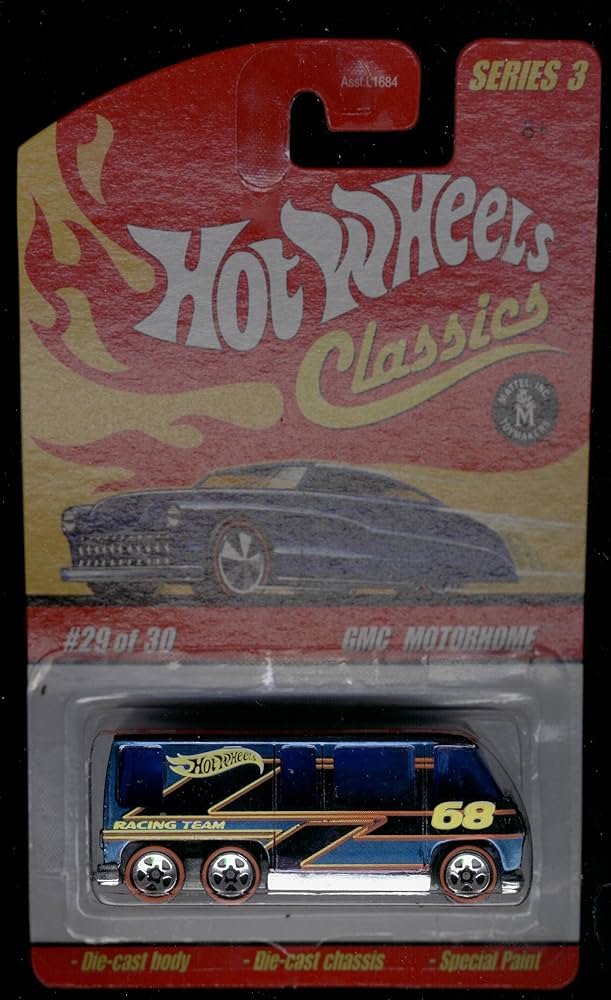 Asst.L1684
SERIES 3
8+
HOT WHEELS
Classics
MATTEL, INC.
M
TOYMAKERS
#29 of 30
GMC MOTORHOME
HOT WHEELS
RACING TEAM
68
- Die-cast body
- Die-cast chassis
- Special Paint